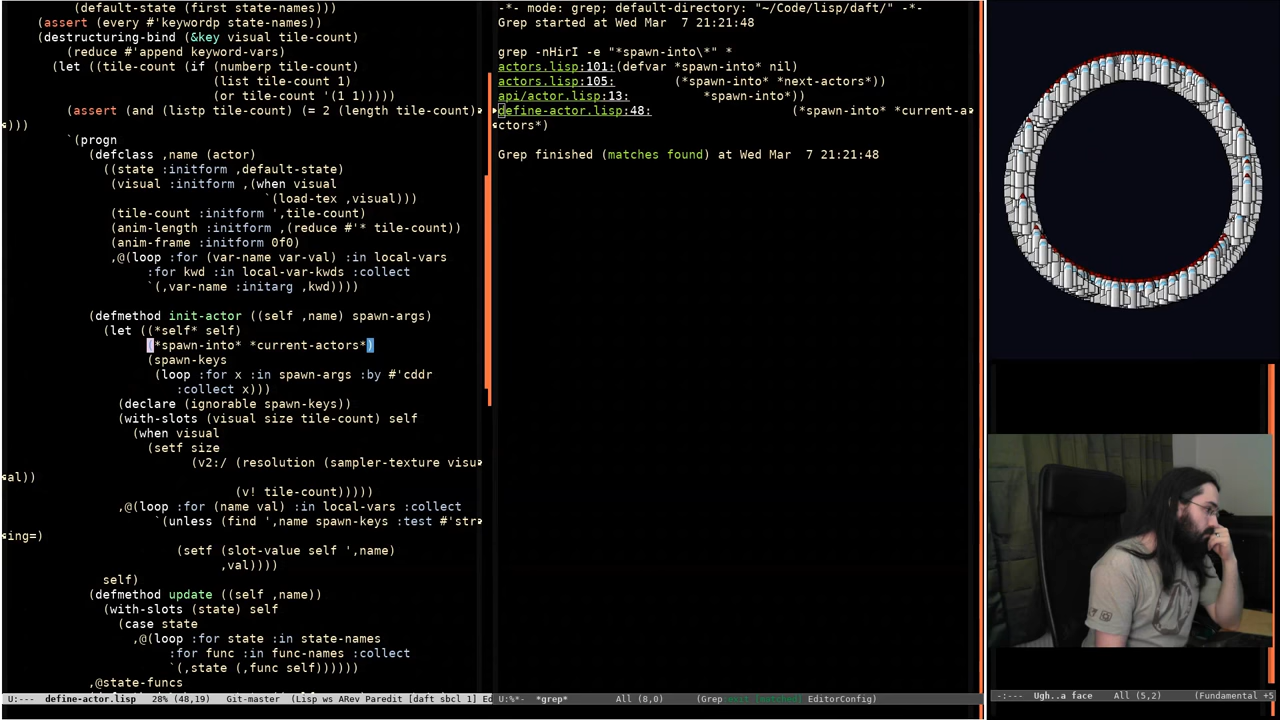 (default-state (first state-names)))
(assert (every #'keywordp state-names))
(destructuring-bind (&key visual tile-count)
(reduce #'append keyword-vars)
(let ((tile-count (if (numberp tile-count)
(list tile-count 1)
(or tile-count '(1 1)))))
(assert (and (listp tile-count) (= 2 (length tile-count)
)))
`(progn
(defclass ,name (actor)
((state :initform ,default-state)
(visual :initform ,(when visual
`(load-tex ,visual)))
(tile-count :initform ',tile-count)
(anim-length :initform ,(reduce #'* tile-count))
(anim-frame :initform 0f0)
,@(loop :for (var-name var-val) :in local-vars
:for kwd :in local-var-kwds :collect
`(,var-name :initarg ,kwd))))
(defmethod init-actor ((self ,name) spawn-args)
(let ((*self* self)
(*spawn-into* *current-actors*)
(spawn-keys
(loop :for x :in spawn-args :by #'cddr
:collect x)))
(declare (ignorable spawn-keys))
(with-slots (visual size tile-count) self
(when visual
(setf size
(v2:/ (resolution (sampler-texture visu
al))
(v! tile-count)))))
,@(loop :for (name val) :in local-vars :collect
`(unless (find ',name spawn-keys :test #'str
ing=)
(setf (slot-value self ',name)
,val))))
self)
(defmethod update ((self ,name))
(with-slots (state) self
(case state
,@(loop :for state :in state-names
:for func :in func-names :collect
`(,state (,func self))))))
,@state-funcs
U:--- define-actor.lisp 28% (48,19) Git-master (Lisp ws ARev Paredit [daft sbcl 1] Ed
-*- mode: grep; default-directory: "~/Code/lisp/daft/" -*-
Grep started at Wed Mar 7 21:21:48
grep -nHirI -e "*spawn-into\*" *
actors.lisp:101:(defvar *spawn-into* nil)
actors.lisp:105: (*spawn-into* *next-actors*))
api/actor.lisp:13: *spawn-into*))
define-actor.lisp:48: (*spawn-into* *current-a
ctors*)
Grep finished (matches found) at Wed Mar 7 21:21:48
U:%*- *grep* All (8,0) (Grep:exit [matched] EditorConfig)
-:--- Ugh..a face All (5,2) (Fundamental +5